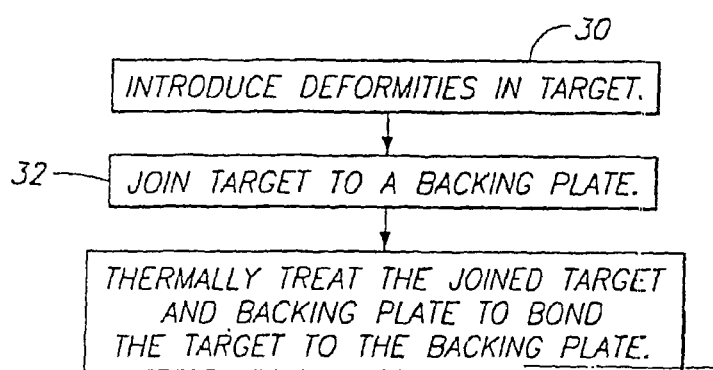 30
INTRODUCE DEFORMITIES IN TARGET.
32
JOIN TARGET TO A BACKING PLATE.
THERMALLY TREAT THE JOINED TARGET
AND BACKING PLATE TO BOND
THE TARGET TO THE BACKING PLATE.